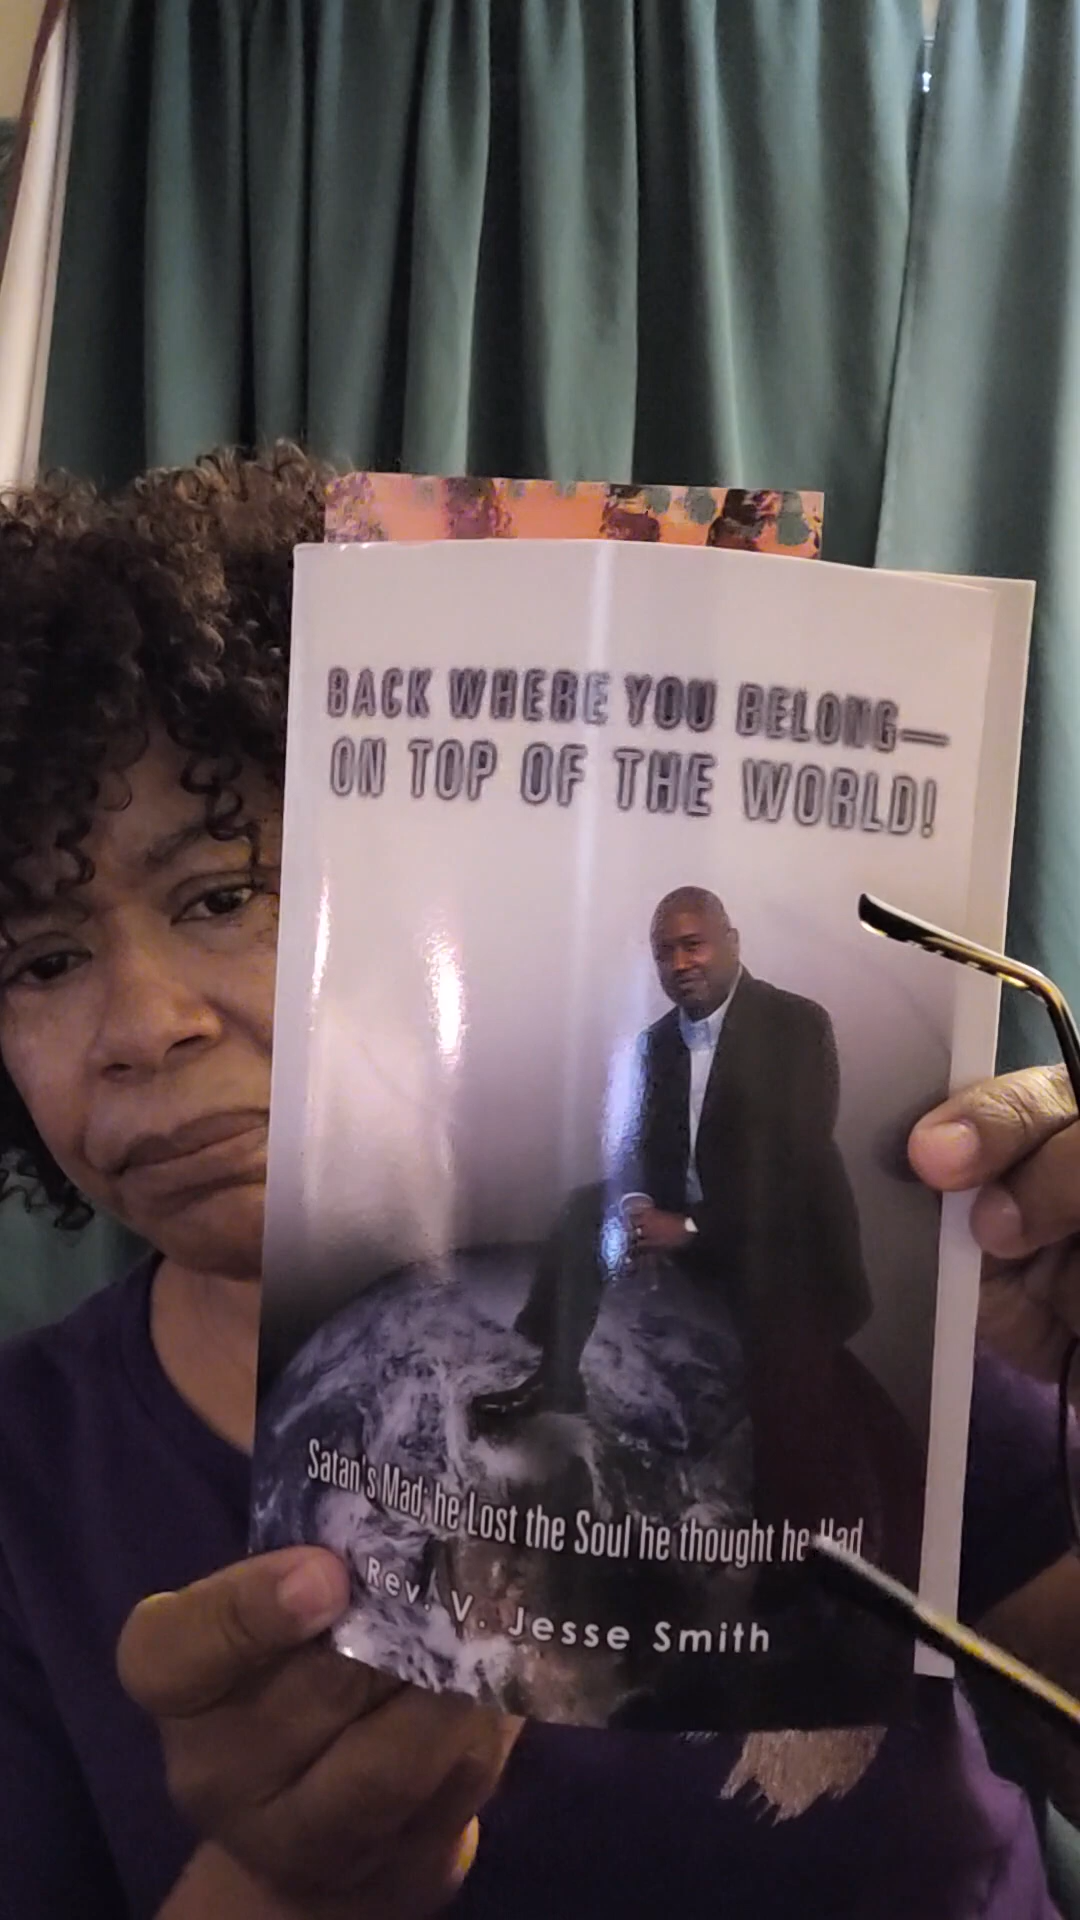 BACK WHERE YOU BELONG—
ON TOP OF THE WORLD!
Satan's Mad; he Lost the Soul he thought he Had
Rev. V. Jesse Smith